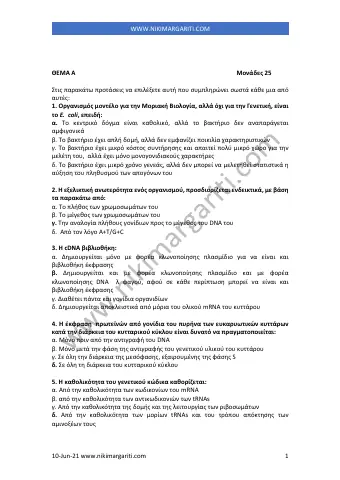 WWW.NIKIMARGARITI.COM
ΘΕΜΑ Α Μονάδες 25
Στις παρακάτω προτάσεις να επιλέξετε αυτή που συμπληρώνει σωστά κάθε μια από
αυτές:
1. Οργανισμός μοντέλο για την Μοριακή Βιολογία, αλλά όχι για την Γενετική, είναι
το E. coli, επειδή:
α. Το κεντρικό δόγμα είναι καθολικό, αλλά το βακτήριο δεν αναπαράγεται
αμφιγονικά
β. Το βακτήριο έχει απλή δομή, αλλά δεν εμφανίζει ποικιλία χαρακτηριστικών
γ. Το βακτήριο έχει μικρό κόστος συντήρησης και απαιτεί πολύ μικρό χώρο για την
μελέτη του, αλλά έχει μόνο μονογονιδιακούς χαρακτήρες
δ. Το βακτήριο έχει μικρό χρόνο γενεάς, αλλά δεν μπορεί να μελετηθεί στατιστικά η
αύξηση του πληθυσμού των απογόνων του
2. Η εξελικτική ανωτερότητα ενός οργανισμού, προσδιορίζεται ενδεικτικά, με βάση
τα παρακάτω από:
α. Το πλήθος των χρωμοσωμάτων του
β. Το μέγεθος των χρωμοσωμάτων του
γ. Την αναλογία πλήθους γονιδίων προς το μέγεθος του DNA του
δ. Από τον λόγο A+T/G+C
3. Η cDNA βιβλιοθήκη:
α. Δημιουργείται μόνο με φορέα κλωνοποίησης πλασμίδιο για να είναι και
βιβλιοθήκη έκφρασης
β. Δημιουργείται και με φορέα κλωνοποίησης πλασμίδιο και με φορέα
κλωνοποίησης DNA λ φαγού, αφού σε κάθε περίπτωση μπορεί να είναι και
βιβλιοθήκη έκφρασης
γ. Διαθέτει πάντα και γονίδια οργανιδίων
δ. Δημιουργείται αποκλειστικά από μόρια του ολικού mRNA του κυττάρου
4. Η έκφραση πρωτεϊνών από γονίδια του πυρήνα των ευκαρυωτικών κυττάρων
κατά την διάρκεια του κυτταρικού κύκλου είναι δυνατό να πραγματοποιείται:
α. Μόνο πριν από την αντιγραφή του DNA
β. Μόνο μετά την φάση της αντιγραφής του γενετικού υλικού του κυττάρου
γ. Σε όλη την διάρκεια της μεσόφασης, εξαιρουμένης της φάσης S
δ. Σε όλη τη διάρκεια του κυτταρικού κύκλου
5. Η καθολικότητα του γενετικού κώδικα καθορίζεται:
α. Από την καθολικότητα των κωδικονίων του mRNA
β. από την καθολικότητα των αντικωδικονίων των tRNAs
γ. Από την καθολικότητα της δομής και της λειτουργίας των ριβοσωμάτων
δ. Από την καθολικότητα των μορίων tRNAs και του τρόπου απόκτησης των
αμινοξέων τους
www.nikimargariti.com
10-Jun-21 www.nikimargariti.com 1